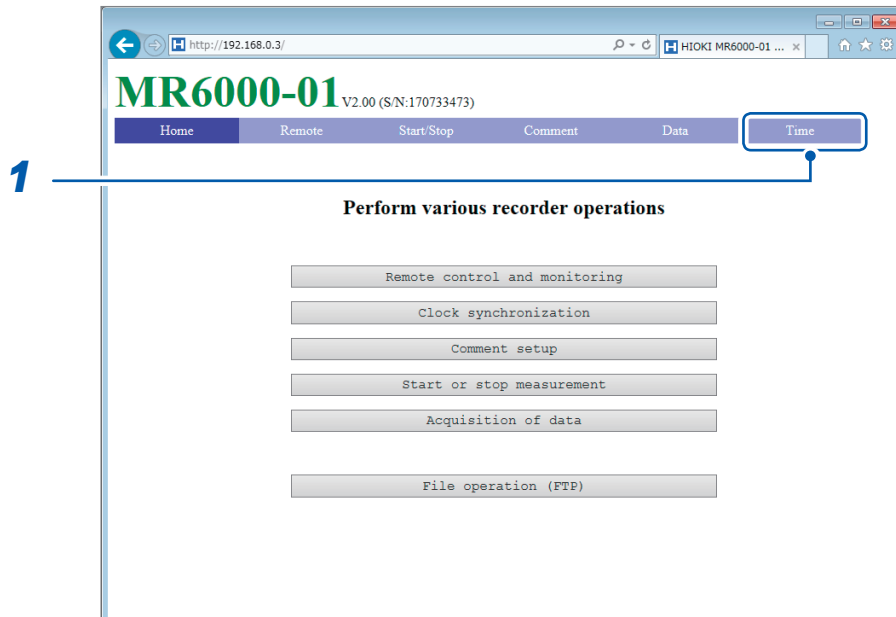 http://192.168.0.3/
H HIOKI MR6000-01 ...
MR6000-01 V2.00 (S/N:170733473)
Home Remote Start/Stop Comment Data Time
1
Perform various recorder operations
Remote control and monitoring
Clock synchronization
Comment setup
Start or stop measurement
Acquisition of data
File operation (FTP)